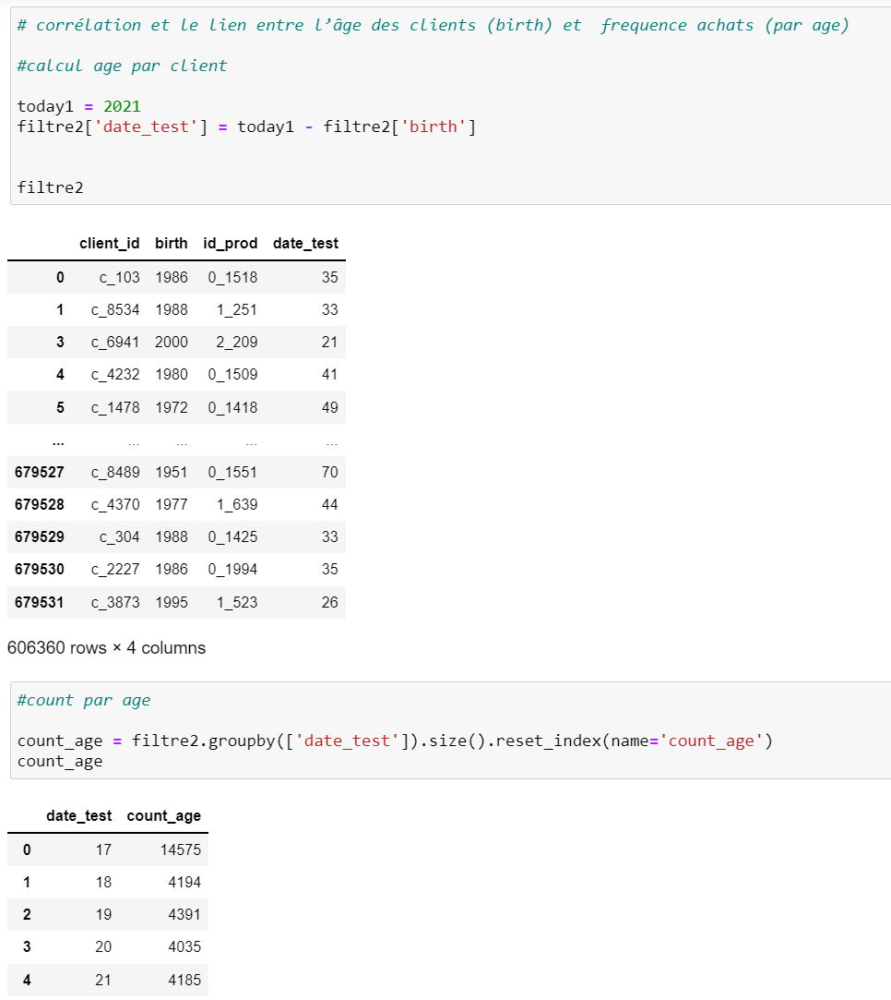 # corrélation et le lien entre l’âge des clients (birth) et  frequence achats (par age)
#calcul age par client
today1 = 2021
filtre2['date_test'] = today1 - filtre2['birth']
filtre2
client_id birth id_prod date_test
0 c_103 1986 0_1518 35
1 c_8534 1988 1_251 33
3 c_6941 2000 2_209 21
4 c_4232 1980 0_1509 41
5 c_1478 1972 0_1418 49
... ... ... ... ...
679527 c_8489 1951 0_1551 70
679528 c_4370 1977 1_639 44
679529 c_304 1988 0_1425 33
679530 c_2227 1986 0_1994 35
679531 c_3873 1995 1_523 26
606360 rows × 4 columns
#count par age
count_age = filtre2.groupby(['date_test']).size().reset_index(name='count_age')
count_age
date_test count_age
0 17 14575
1 18 4194
2 19 4391
3 20 4035
4 21 4185